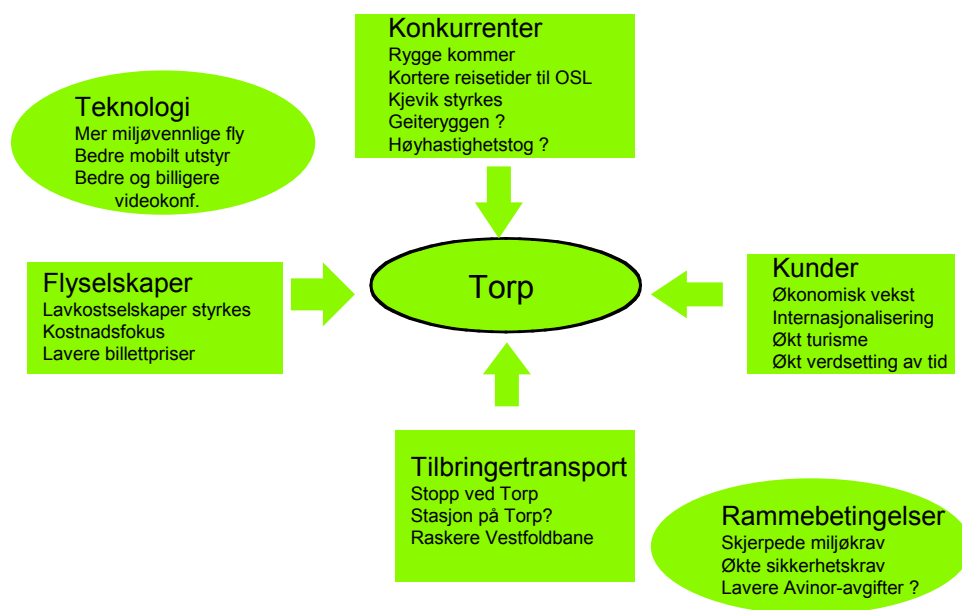 Konkurrenter
Rygge kommer
Kortere reisetider til OSL
Kjevik styrkes
Geiteryggen ?
Høyhastighetstog ?
Teknologi
Mer miljøvennlige fly
Bedre mobilt utstyr
Bedre og billigere
videokonf.
Flyselskaper
Lavkostselskaper styrkes
Kostnadsfokus
Lavere billettpriser
Torp
Kunder
Økonomisk vekst
Internasjonalisering
Økt turisme
Økt verdsetting av tid
Tilbringertransport
Stopp ved Torp
Stasjon på Torp?
Raskere Vestfoldbane
Rammebetingelser
Skjerpede miljøkrav
Økte sikkerhetskrav
Lavere Avinor-avgifter ?